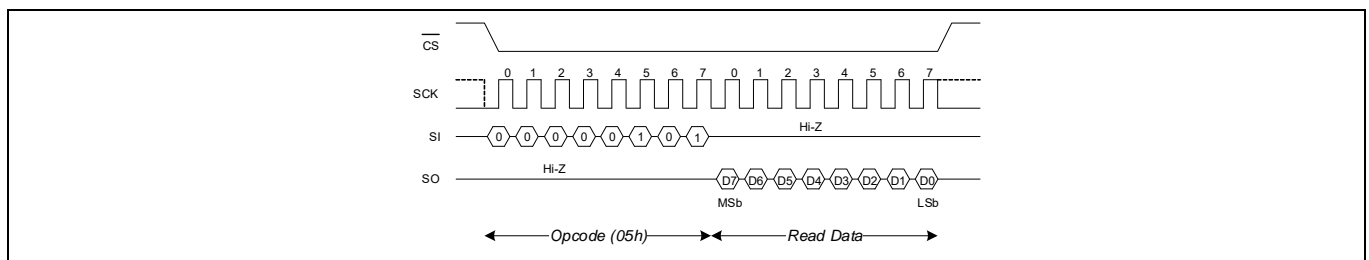 CS
0 1 2 3 4 5 6 7 0 1 2 3 4 5 6 7
SCK
Hi-Z
SI 0 0 0 0 0 1 0 1
Hi-Z
SO D7 D6 D5 D4 D3 D2 D1 D0
MSb LSb
Opcode (05h) Read Data